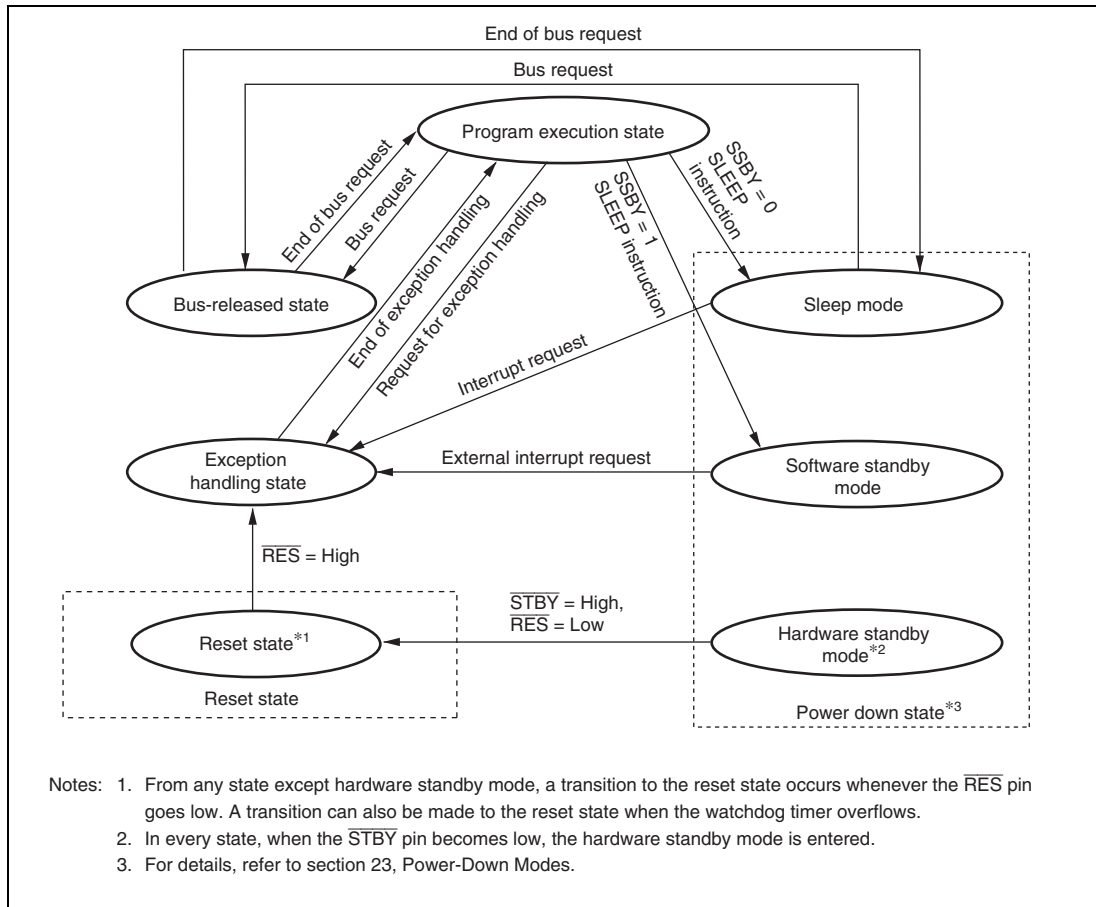 End of bus request
Bus request
Program execution state
End of bus request
Bus request
SSBY = 0
SLEEP
instruction
SSBY = 1
SLEEP instruction
End of exception handling
Request for exception handling
Bus-released state
Sleep mode
Interrupt request
Exception
handling state
External interrupt request
Software standby
mode
R̅E̅S̅ = High
S̅T̅B̅Y̅ = High,
R̅E̅S̅ = Low
Reset state*1
Hardware standby
mode*2
Reset state
Power down state*3
Notes: 1. From any state except hardware standby mode, a transition to the reset state occurs whenever the R̅E̅S̅ pin
goes low. A transition can also be made to the reset state when the watchdog timer overflows.
2. In every state, when the S̅T̅B̅Y̅ pin becomes low, the hardware standby mode is entered.
3. For details, refer to section 23, Power-Down Modes.